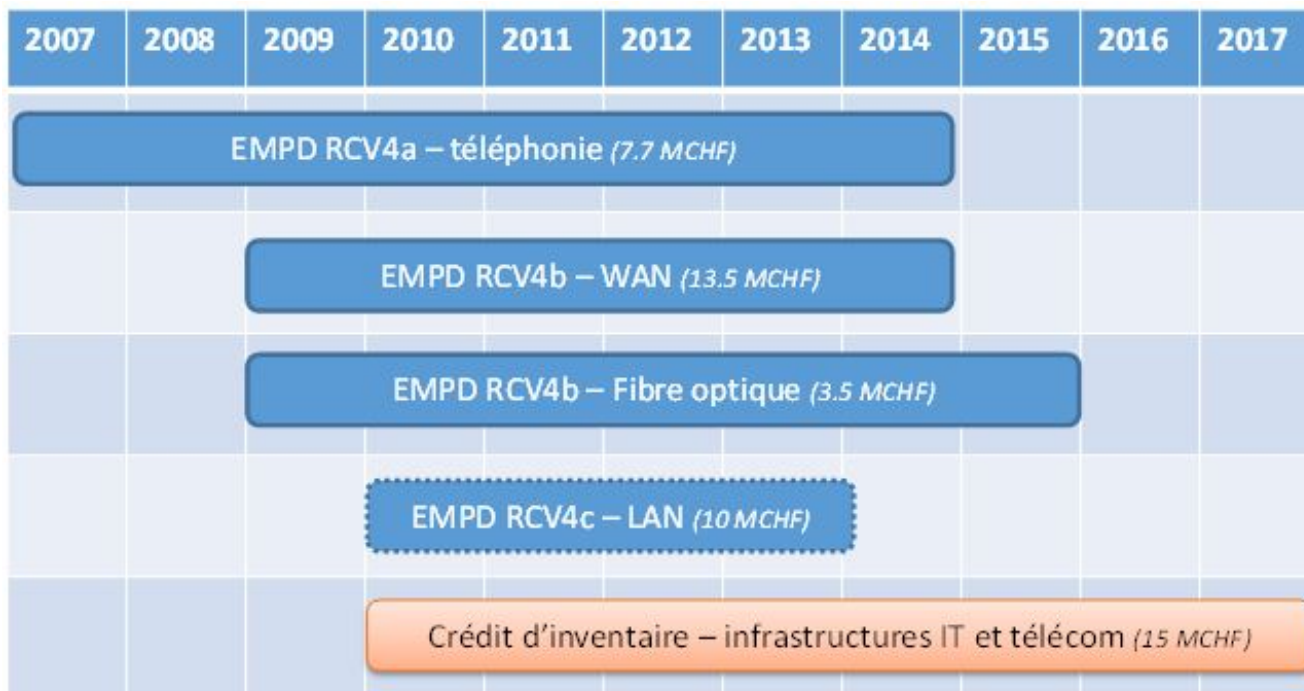 2007 2008 2009 2010 2011 2012 2013 2014 2015 2016 2017
EMPD RCV4a – téléphonie (7.7 MCHF)
EMPD RCV4b – WAN (13.5 MCHF)
EMPD RCV4b – Fibre optique (3.5 MCHF)
EMPD RCV4c – LAN (10 MCHF)
Crédit d’inventaire – infrastructures IT et télécom (15 MCHF)